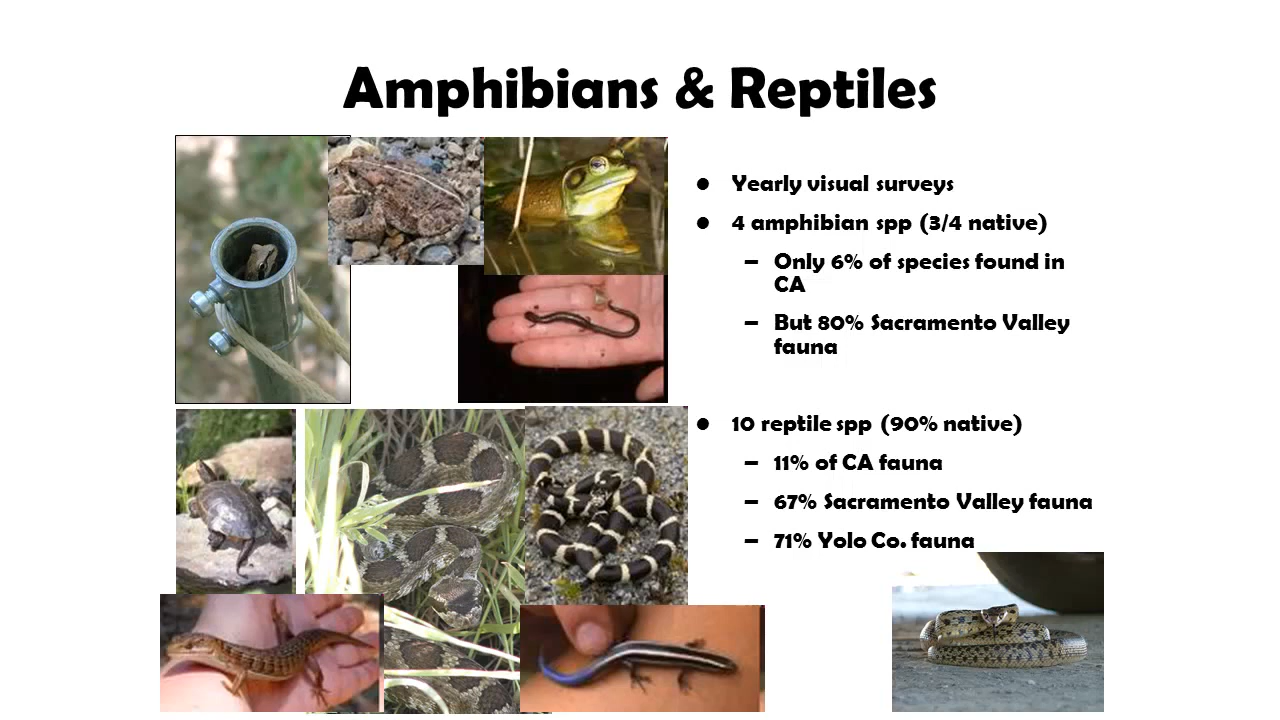 Amphibians & Reptiles
● Yearly visual surveys
● 4 amphibian spp (3/4 native)
– Only 6% of species found in
CA
– But 80% Sacramento Valley
fauna
● 10 reptile spp (90% native)
– 11% of CA fauna
– 67% Sacramento Valley fauna
– 71% Yolo Co. fauna